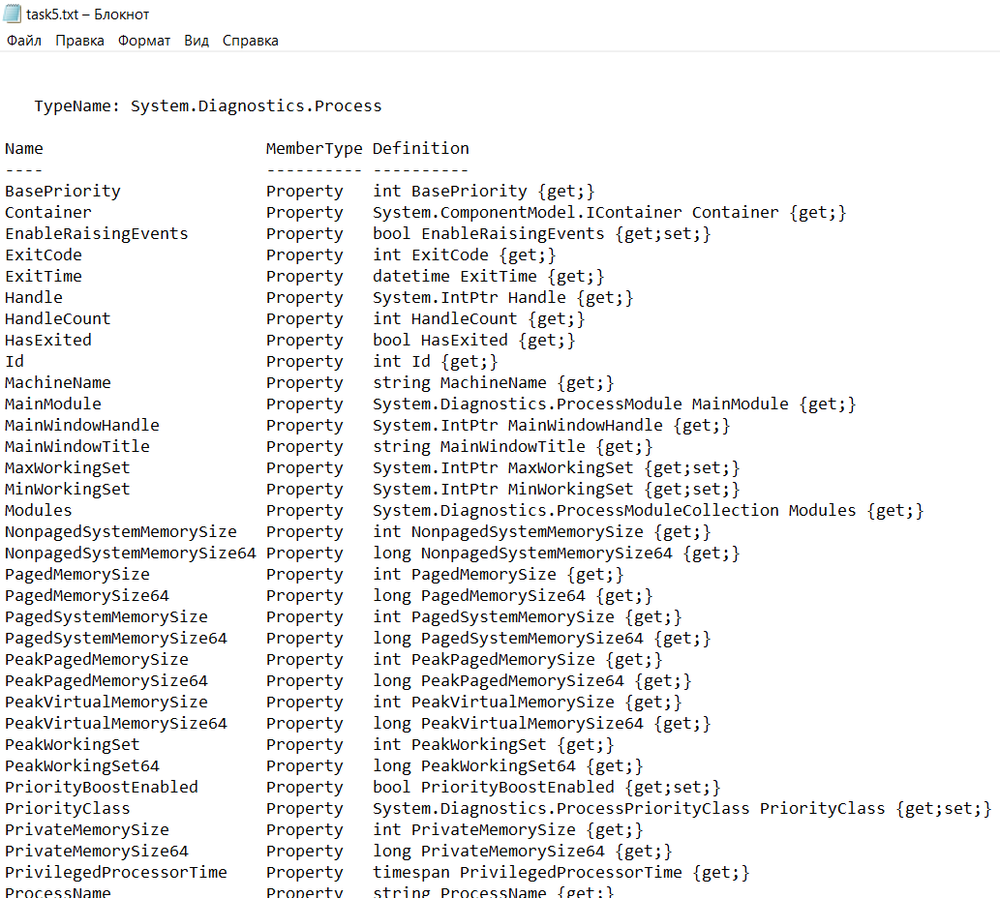 task5.txt – Блокнот
Файл Правка Формат Вид Справка
TypeName: System.Diagnostics.Process
Name MemberType Definition
---- ---------- ----------
BasePriority Property int BasePriority {get;}
Container Property System.ComponentModel.IContainer Container {get;}
EnableRaisingEvents Property bool EnableRaisingEvents {get;set;}
ExitCode Property int ExitCode {get;}
ExitTime Property datetime ExitTime {get;}
Handle Property System.IntPtr Handle {get;}
HandleCount Property int HandleCount {get;}
HasExited Property bool HasExited {get;}
Id Property int Id {get;}
MachineName Property string MachineName {get;}
MainModule Property System.Diagnostics.ProcessModule MainModule {get;}
MainWindowHandle Property System.IntPtr MainWindowHandle {get;}
MainWindowTitle Property string MainWindowTitle {get;}
MaxWorkingSet Property System.IntPtr MaxWorkingSet {get;set;}
MinWorkingSet Property System.IntPtr MinWorkingSet {get;set;}
Modules Property System.Diagnostics.ProcessModuleCollection Modules {get;}
NonpagedSystemMemorySize Property int NonpagedSystemMemorySize {get;}
NonpagedSystemMemorySize64 Property long NonpagedSystemMemorySize64 {get;}
PagedMemorySize Property int PagedMemorySize {get;}
PagedMemorySize64 Property long PagedMemorySize64 {get;}
PagedSystemMemorySize Property int PagedSystemMemorySize {get;}
PagedSystemMemorySize64 Property long PagedSystemMemorySize64 {get;}
PeakPagedMemorySize Property int PeakPagedMemorySize {get;}
PeakPagedMemorySize64 Property long PeakPagedMemorySize64 {get;}
PeakVirtualMemorySize Property int PeakVirtualMemorySize {get;}
PeakVirtualMemorySize64 Property long PeakVirtualMemorySize64 {get;}
PeakWorkingSet Property int PeakWorkingSet {get;}
PeakWorkingSet64 Property long PeakWorkingSet64 {get;}
PriorityBoostEnabled Property bool PriorityBoostEnabled {get;set;}
PriorityClass Property System.Diagnostics.ProcessPriorityClass PriorityClass {get;set;}
PrivateMemorySize Property int PrivateMemorySize {get;}
PrivateMemorySize64 Property long PrivateMemorySize64 {get;}
PrivilegedProcessorTime Property timespan PrivilegedProcessorTime {get;}
ProcessName Property string ProcessName {get;}